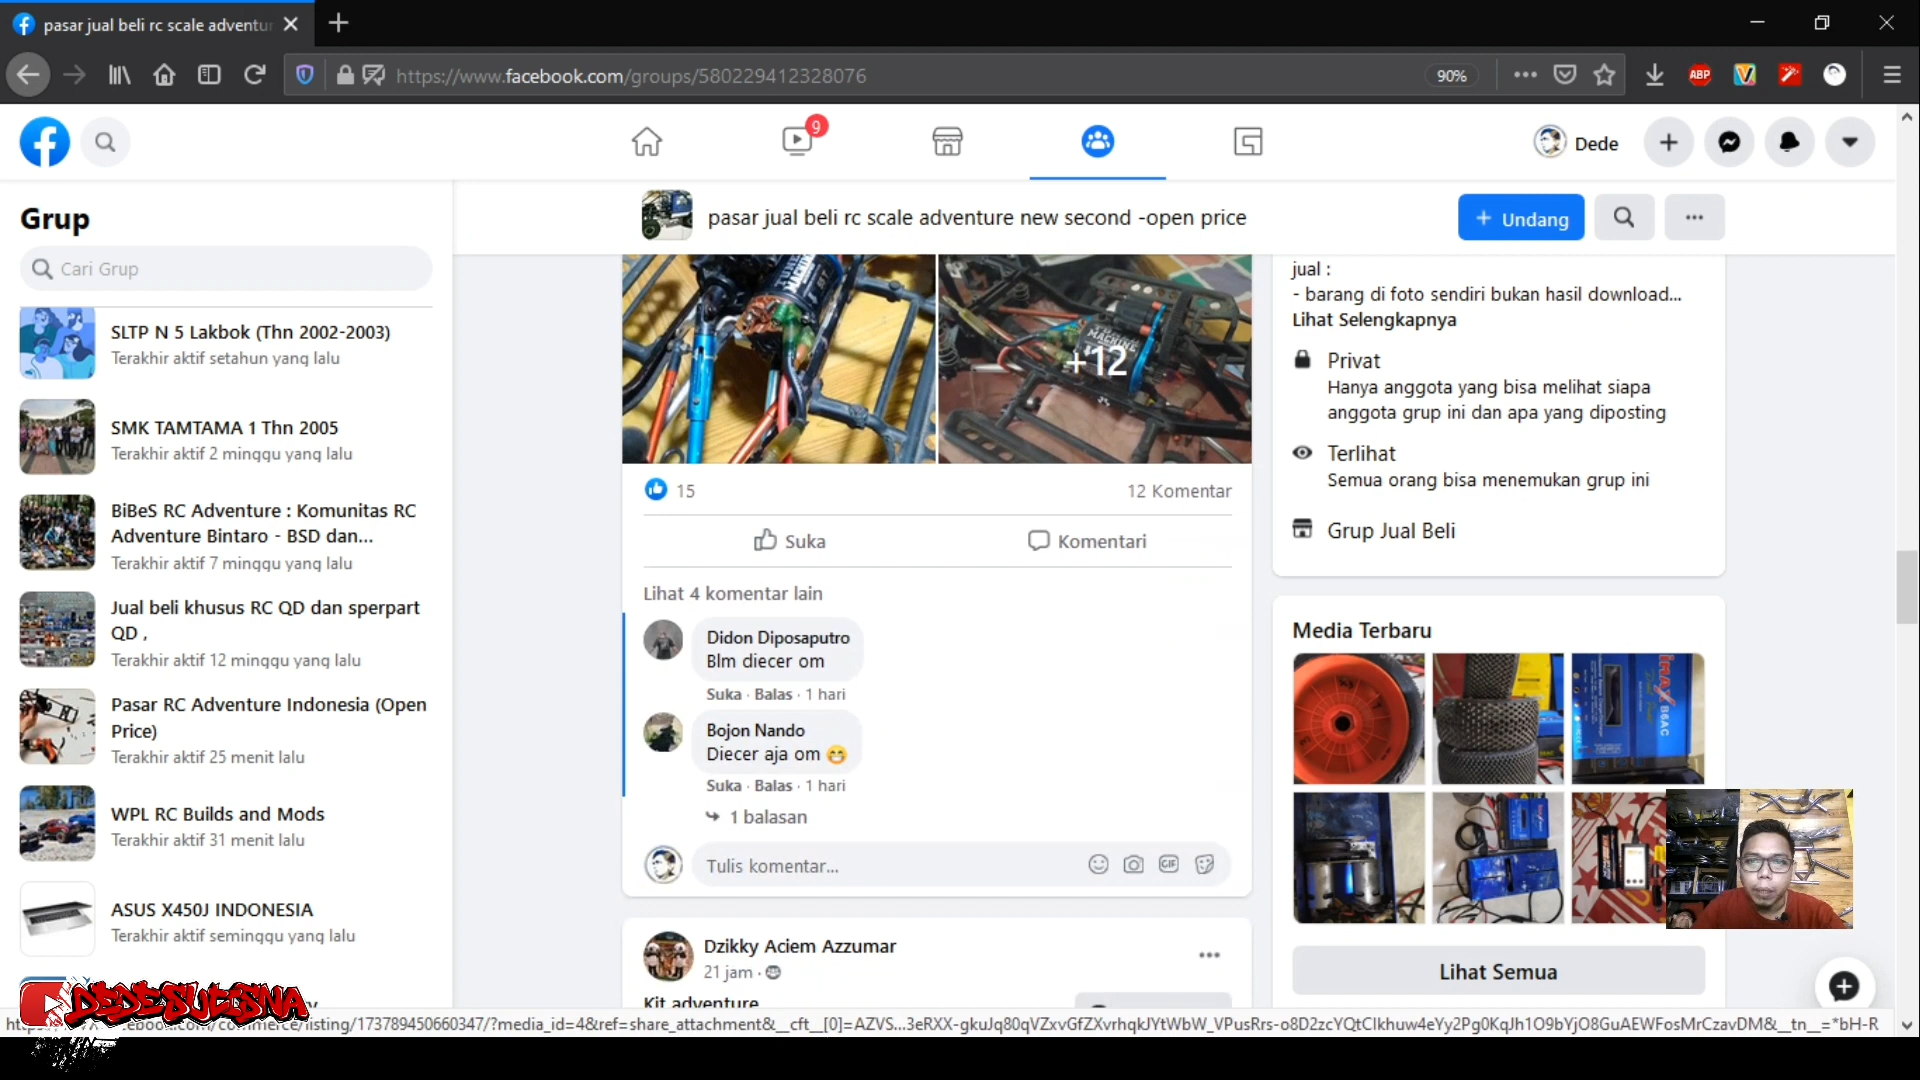 pasar jual beli rc scale adventur
https://www.facebook.com/groups/580229412328076
90%
ABP
9
Dede
Grup
Cari Grup
pasar jual beli rc scale adventure new second -open price
Undang
SLTP N 5 Lakbok (Thn 2002-2003)
Terakhir aktif setahun yang lalu
SMK TAMTAMA 1 Thn 2005
Terakhir aktif 2 minggu yang lalu
BiBeS RC Adventure : Komunitas RC
Adventure Bintaro - BSD dan...
Terakhir aktif 7 minggu yang lalu
Jual beli khusus RC QD dan sperpart
QD ,
Terakhir aktif 12 minggu yang lalu
Pasar RC Adventure Indonesia (Open
Price)
Terakhir aktif 25 menit lalu
WPL RC Builds and Mods
Terakhir aktif 31 menit lalu
ASUS X450J INDONESIA
Terakhir aktif seminggu yang lalu
DEDESUTISNA
MACHINE
+12
15
12 Komentar
Suka
Komentari
Lihat 4 komentar lain
Didon Diposaputro
Blm diecer om
Suka · Balas · 1 hari
Bojon Nando
Diecer aja om 😁
Suka · Balas · 1 hari
1 balasan
Tulis komentar...
GIF
Dzikky Aciem Azzumar
21 jam ·
Kit adventure
jual :
- barang di foto sendiri bukan hasil download...
Lihat Selengkapnya
Privat
Hanya anggota yang bisa melihat siapa
anggota grup ini dan apa yang diposting
Terlihat
Semua orang bisa menemukan grup ini
Grup Jual Beli
Media Terbaru
iMAX B6AC
Lihat Semua